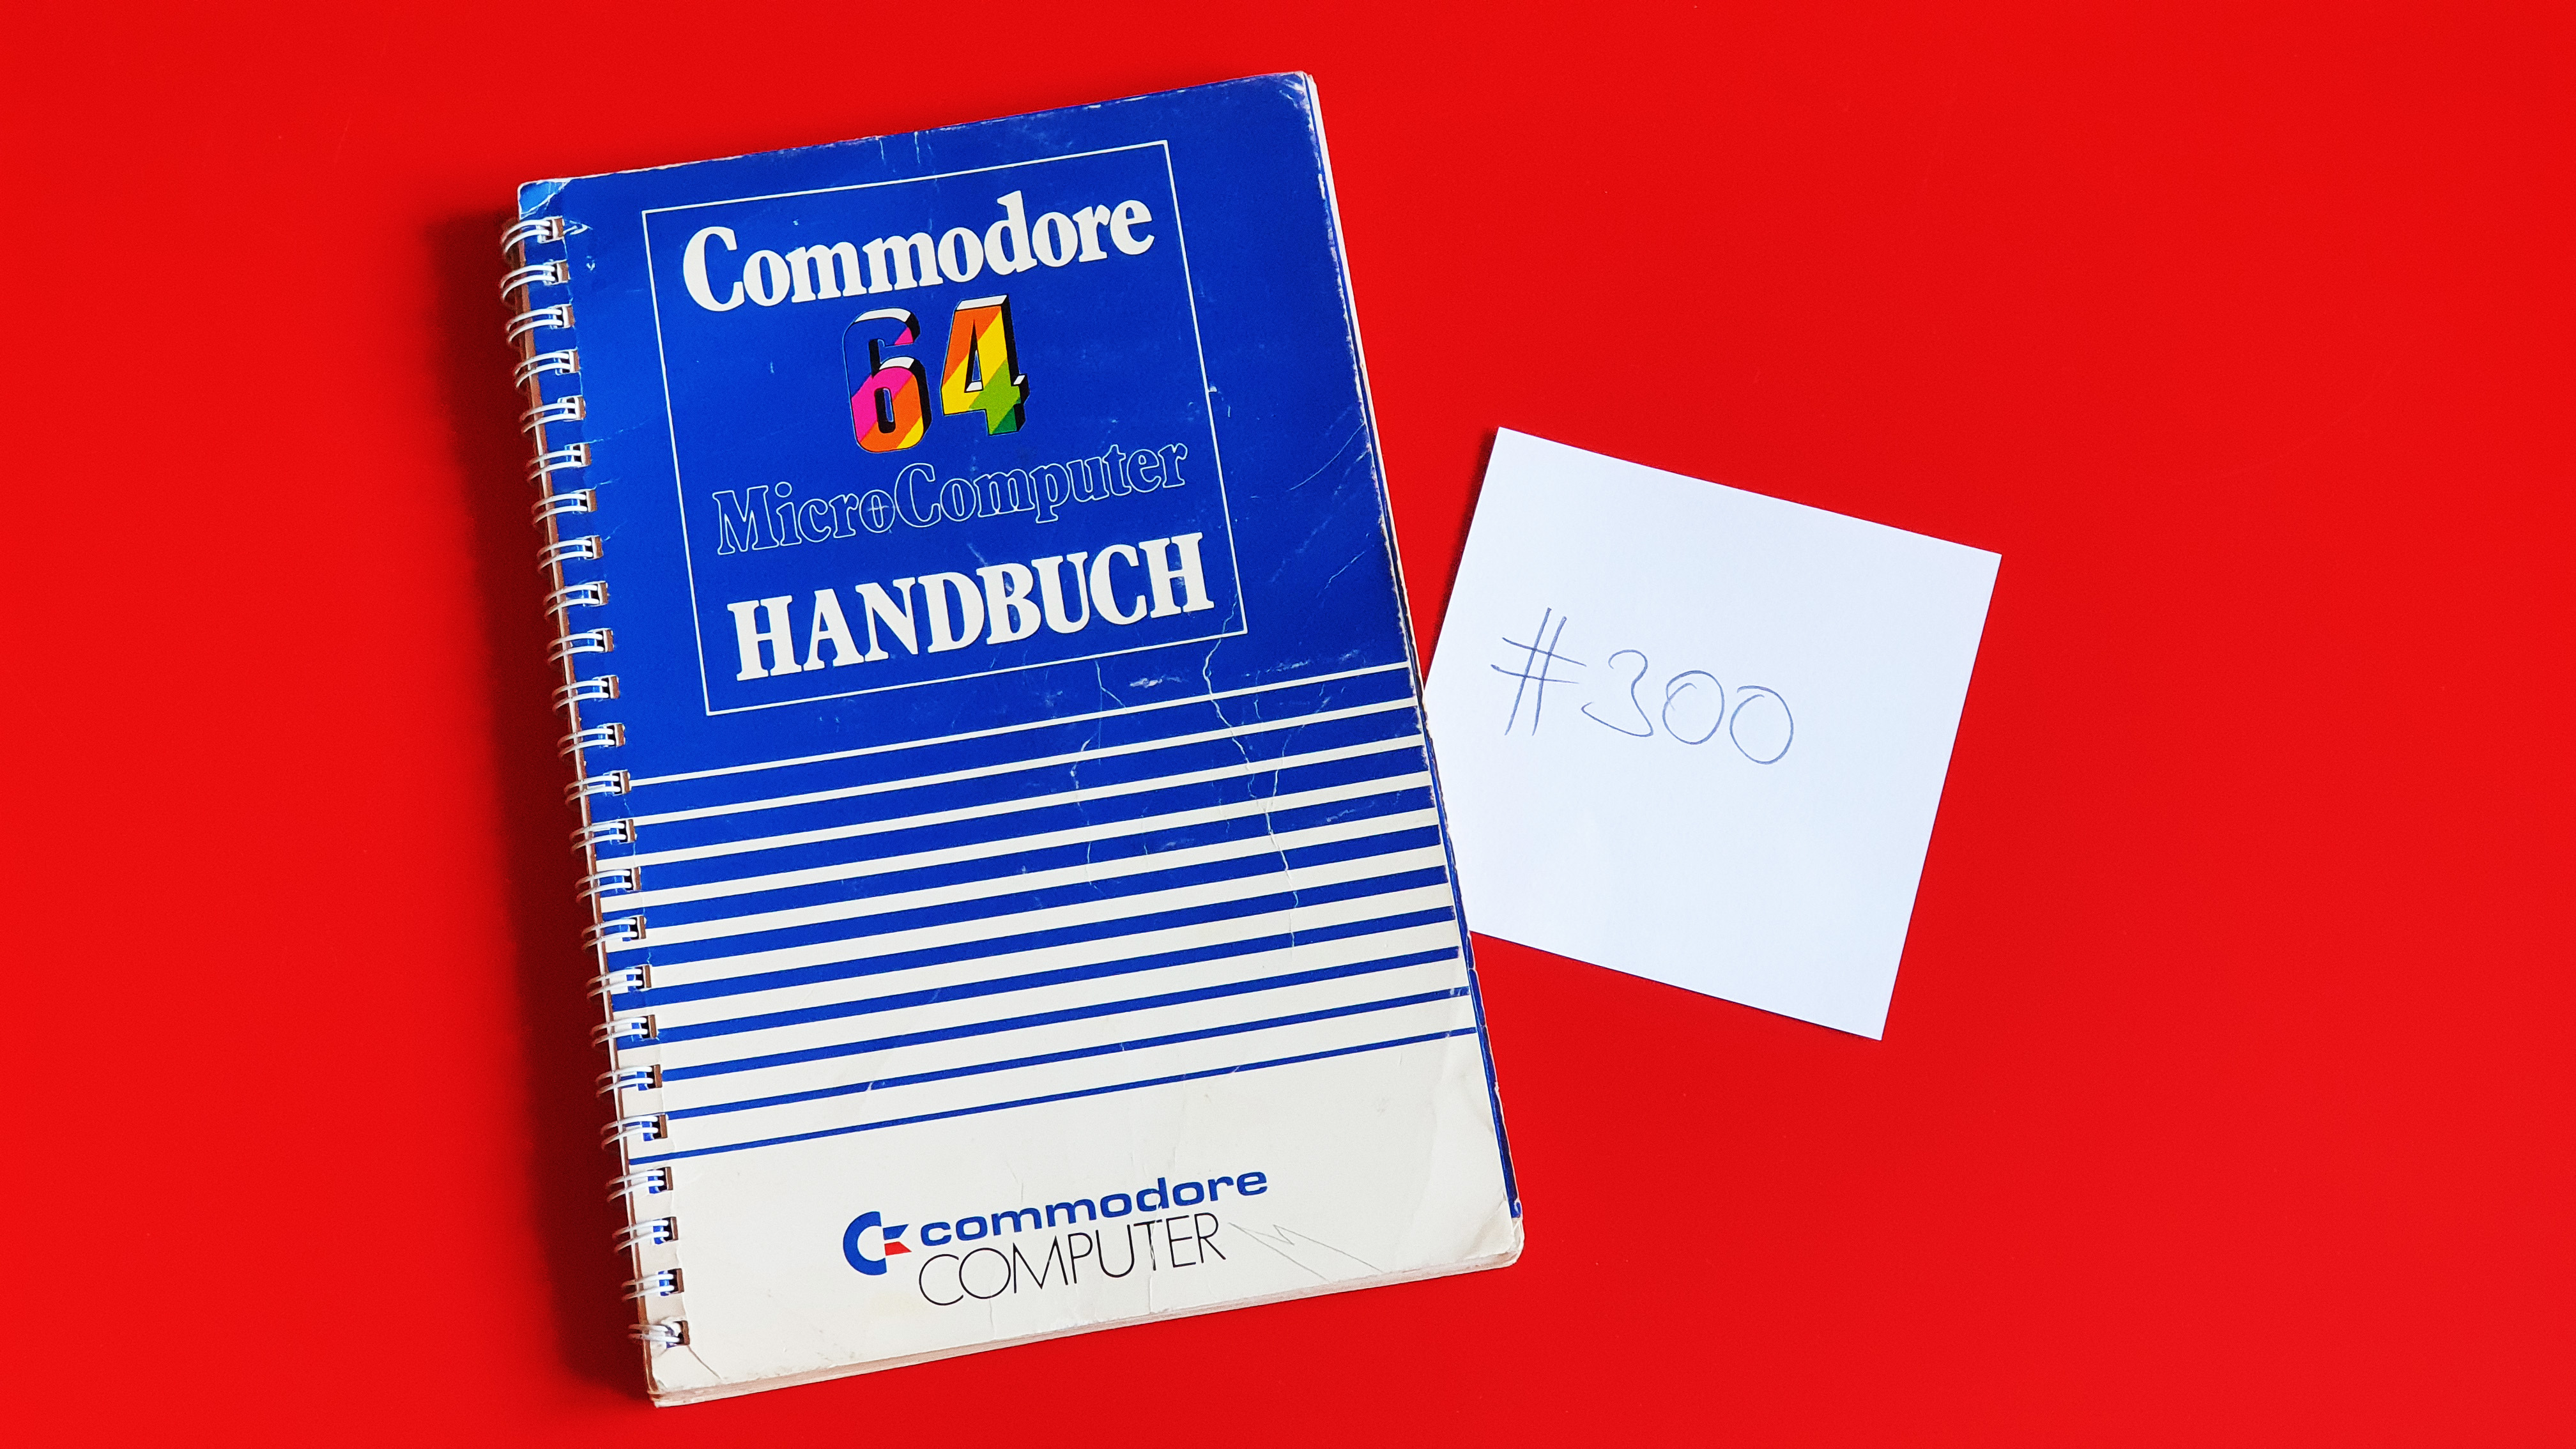 Commodore
64
MicroComputer
HANDBUCH
commodore
COMPUTER
#300